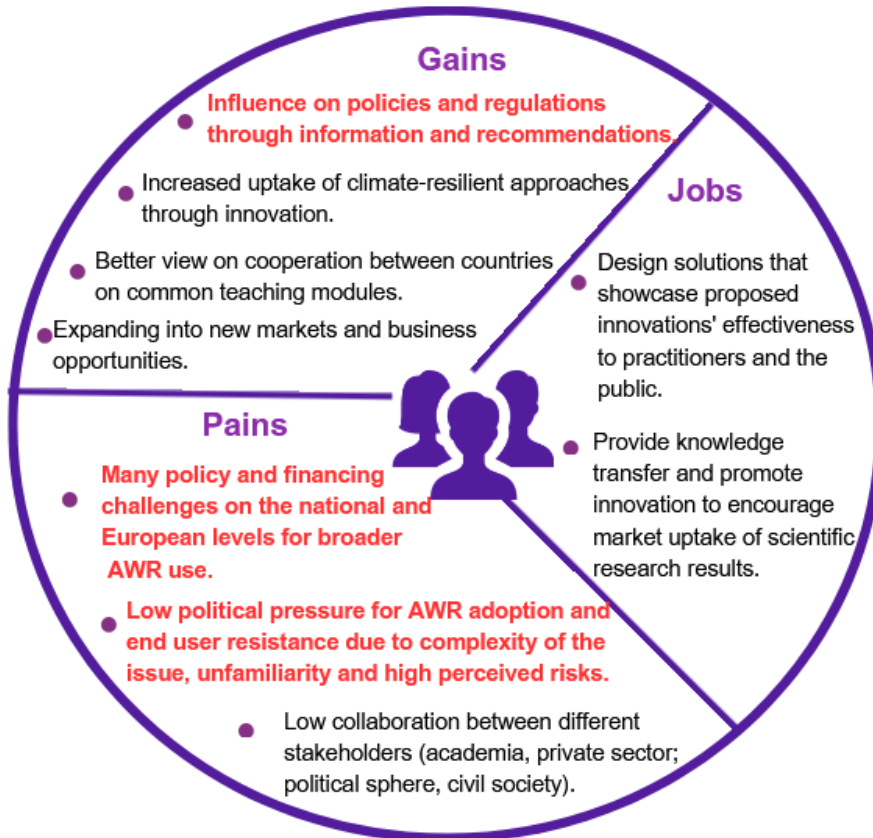 Gains
Influence on policies and regulations
through information and recommendations.
Increased uptake of climate-resilient approaches
through innovation.
Better view on cooperation between countries
on common teaching modules.
Expanding into new markets and business
opportunities.
Jobs
Design solutions that
showcase proposed
innovations' effectiveness
to practitioners and the
public.
Provide knowledge
transfer and promote
innovation to encourage
market uptake of scientific
research results.
Pains
Many policy and financing
challenges on the national and
European levels for broader
AWR use.
Low political pressure for AWR adoption and
end user resistance due to complexity of the
issue, unfamiliarity and high perceived risks.
Low collaboration between different
stakeholders (academia, private sector;
political sphere, civil society).